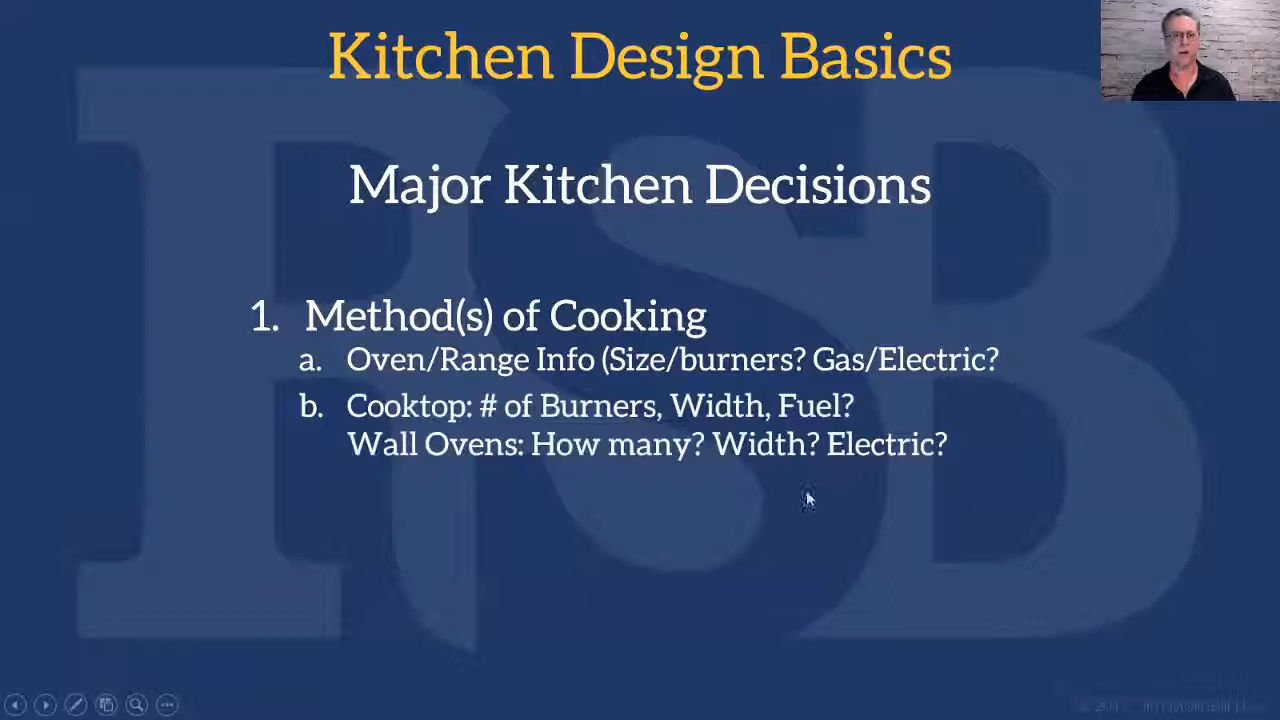 Kitchen Design Basics
Major Kitchen Decisions
1. Method(s) of Cooking
a. Oven/Range Info (Size/burners? Gas/Electric?
b. Cooktop: # of Burners, Width, Fuel?
Wall Ovens: How many? Width? Electric?
RSB